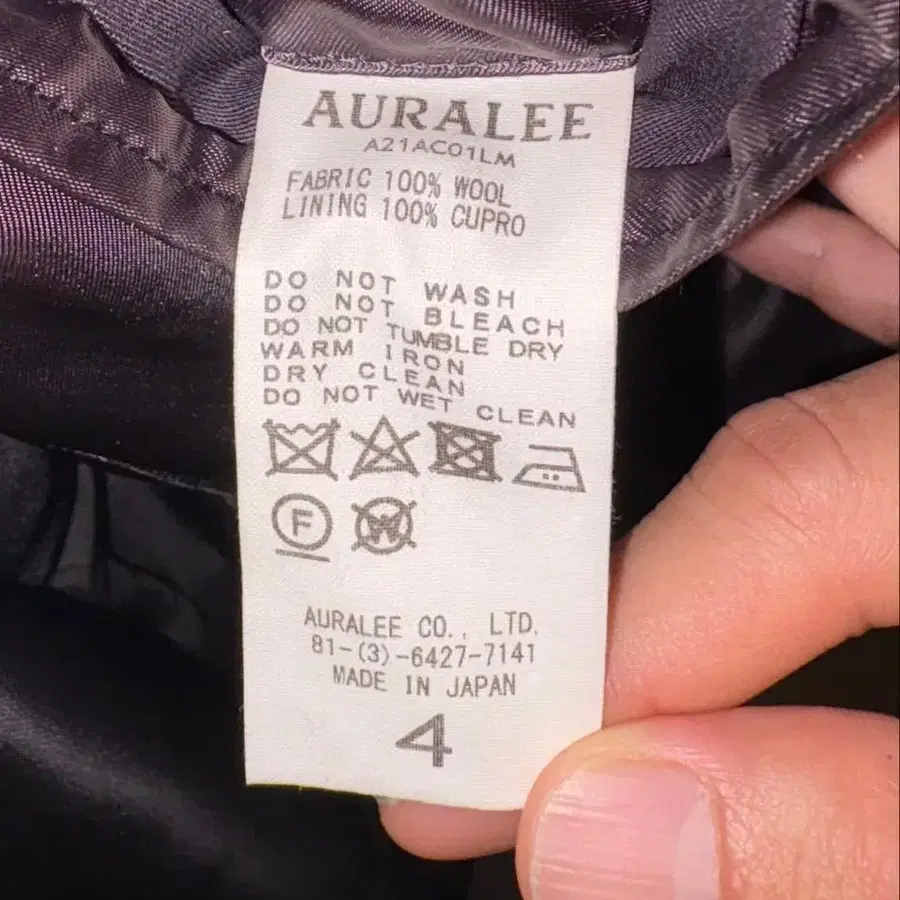 AURALEE
A21AC01LM
FABRIC 100% WOOL
LINING 100% CUPRO
DO NOT WASH
DO NOT BLEACH
DO NOT TUMBLE DRY
WARM IRON
DRY CLEAN
DO NOT WET CLEAN
F W
AURALEE CO., LTD.
81-(3)-6427-7141
MADE IN JAPAN
4